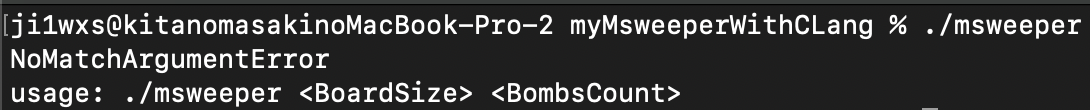 [ji1wxs@kitanomasakinoMacBook-Pro-2 myMsweeperWithCLang % ./msweeper
NoMatchArgumentError
usage: ./msweeper <BoardSize> <BombsCount>